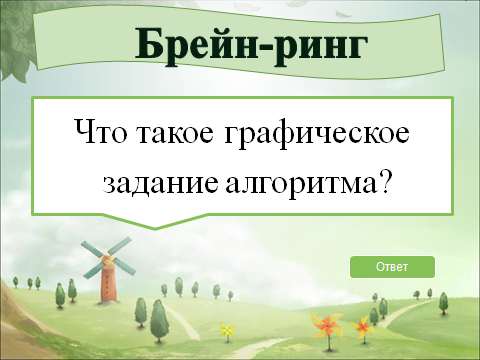 Брейн-ринг
Что такое графическое
задание алгоритма?
Ответ